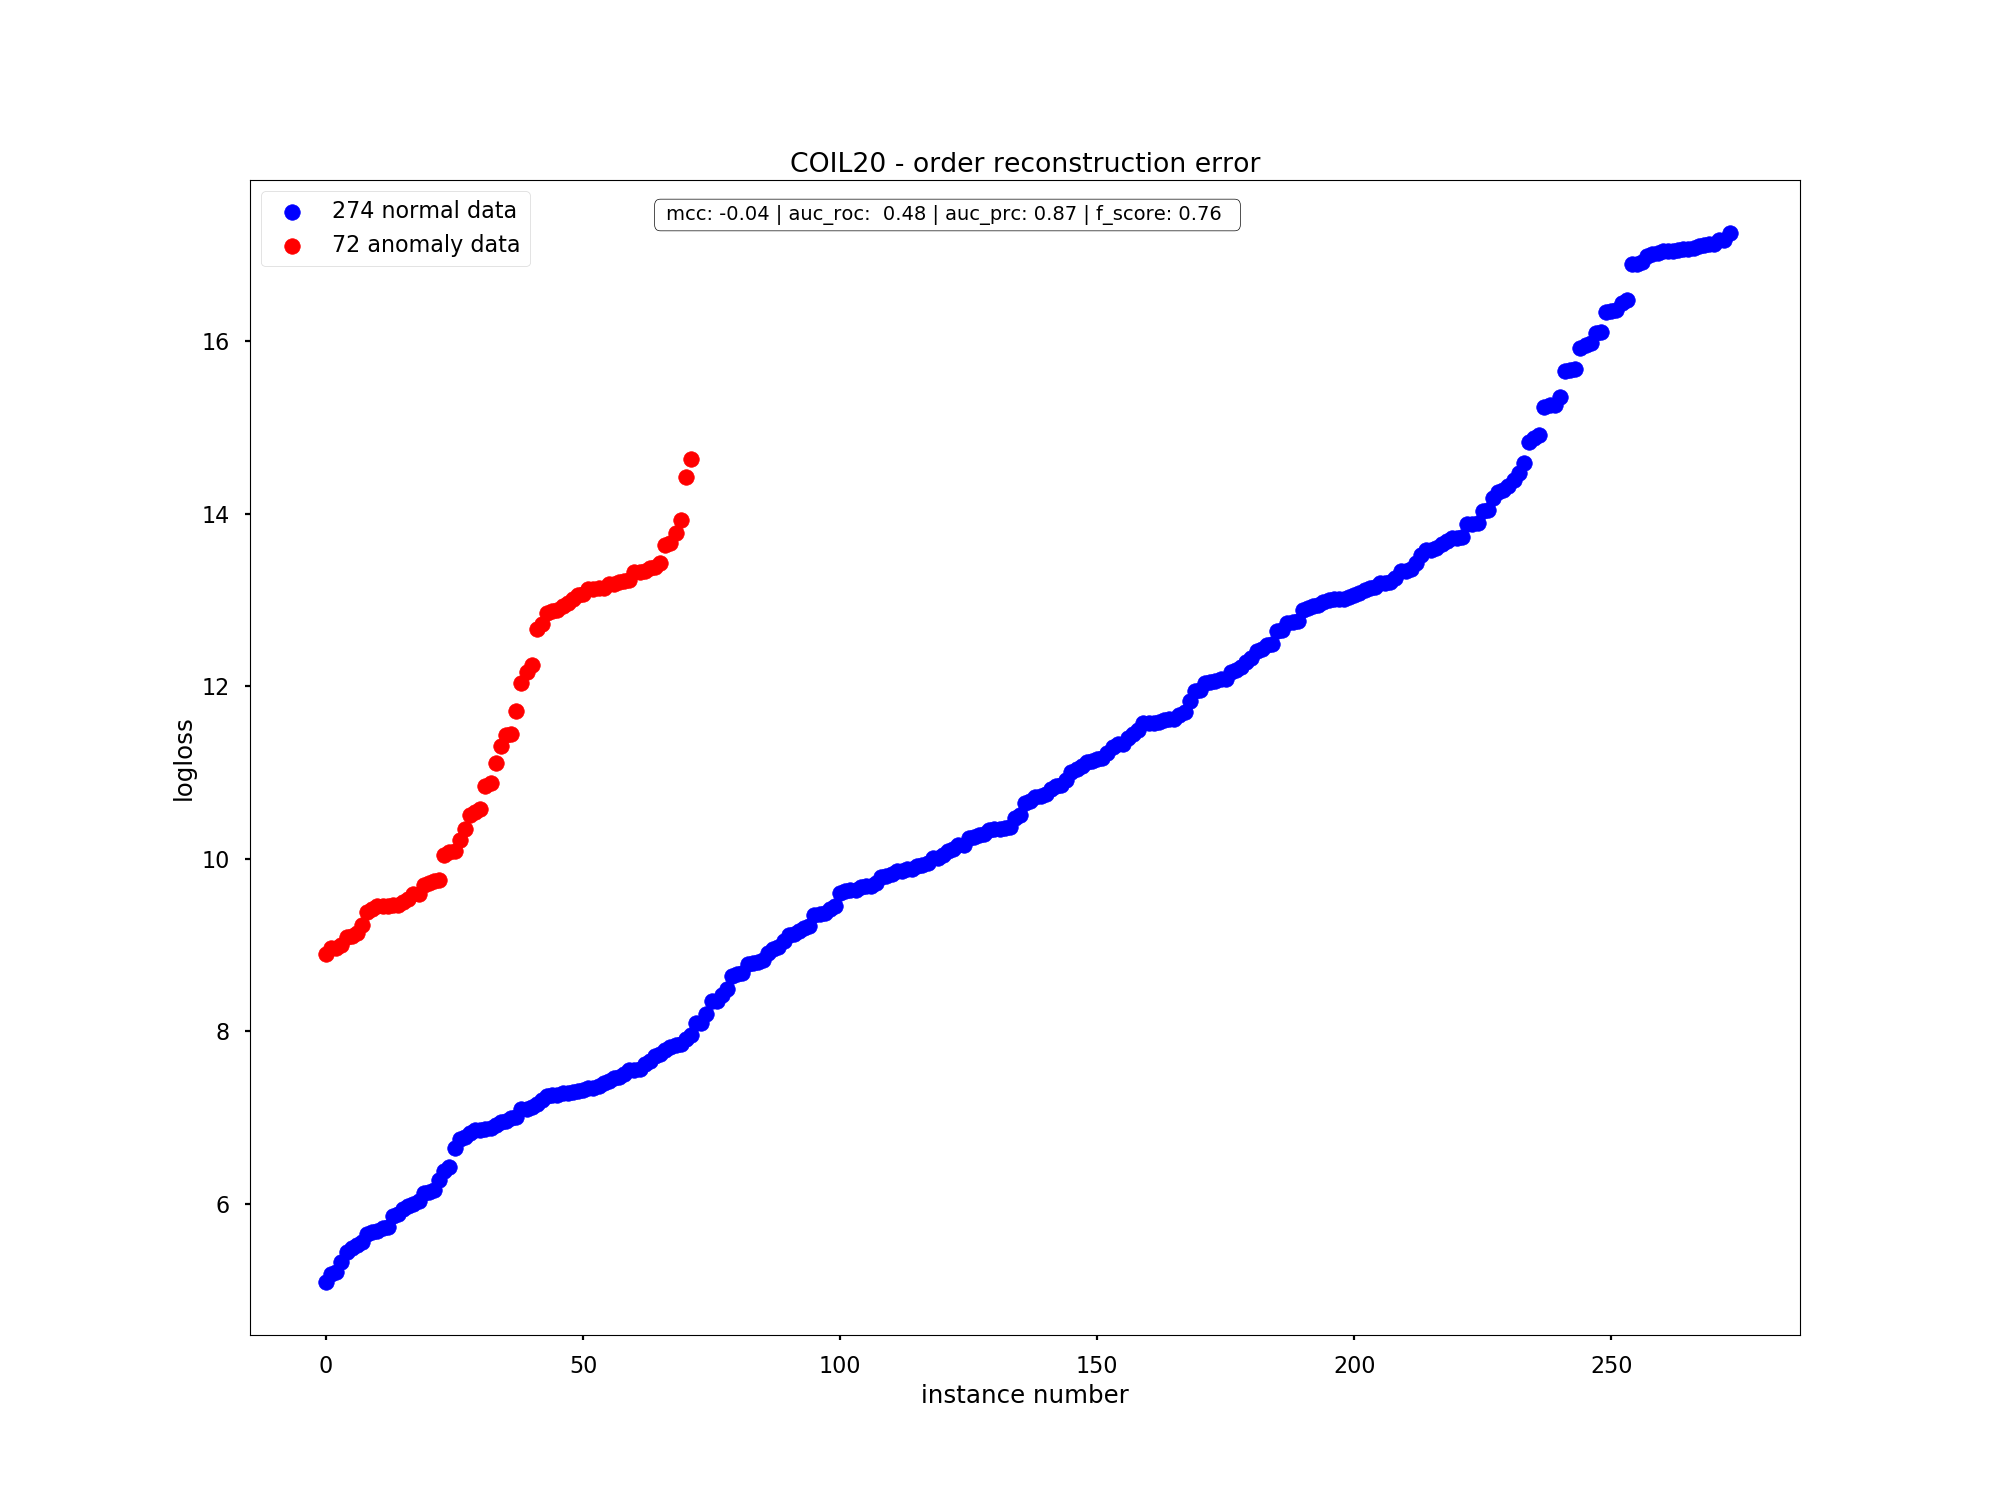 COIL20 - order reconstruction error
274 normal data
72 anomaly data
mcc: -0.04 | auc_roc:  0.48 | auc_prc: 0.87 | f_score: 0.76
16
14
12
10
8
6
logloss
0 50 100 150 200 250
instance number